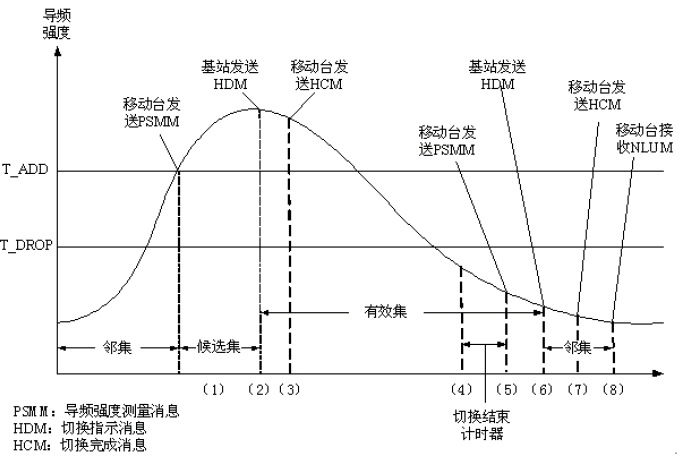 导频
强度
基站发送
HDM
移动台发
送HCM
移动台发
送PSMM
基站发送
HDM
移动台发
送HCM
移动台发
送PSMM
移动台接
收NLUM
T_ADD
T_DROP
有效集
邻集
候选集
邻集
(1)
(2)
(3)
(4)
(5)
(6)
(7)
(8)
切换结束
计时器
PSMM：导频强度测量消息
HDM：切换指示消息
HCM：切换完成消息